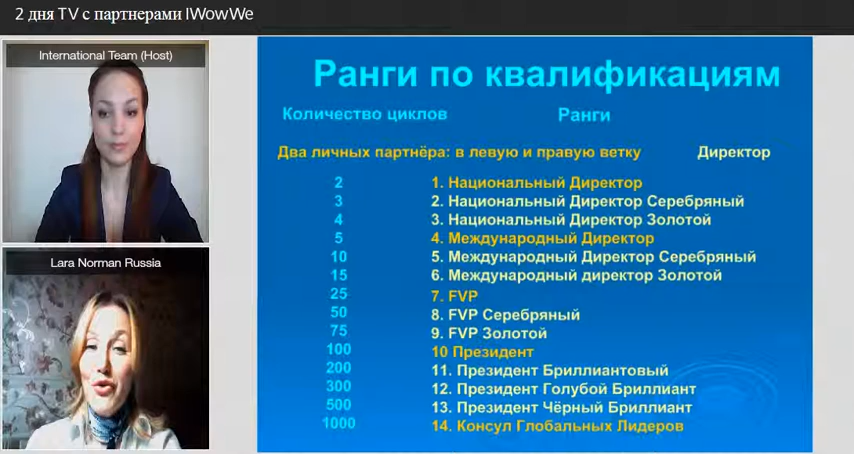 2 дня TV с партнерами IWowWe
International Team (Host)
Lara Norman Russia
Ранги по квалификациям
Количество циклов Ранги
Два личных партнёра: в левую и правую ветку Директор
2 1. Национальный Директор
3 2. Национальный Директор Серебряный
4 3. Национальный Директор Золотой
5 4. Международный Директор
10 5. Международный Директор Серебряный
15 6. Международный директор Золотой
25 7. FVP
50 8. FVP Серебряный
75 9. FVP Золотой
100 10 Президент
200 11. Президент Бриллиантовый
300 12. Президент Голубой Бриллиант
500 13. Президент Чёрный Бриллиант
1000 14. Консул Глобальных Лидеров